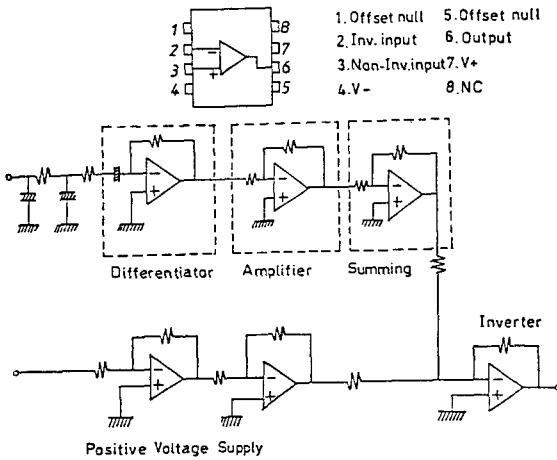 1 8
2 7
3 6
4 5
1. Offset null 5. Offset null
2. Inv. input 6. Output
3. Non-Inv. input 7. V+
4. V- 8. NC
Differentiator Amplifier Summing
Inverter
Positive Voltage Supply